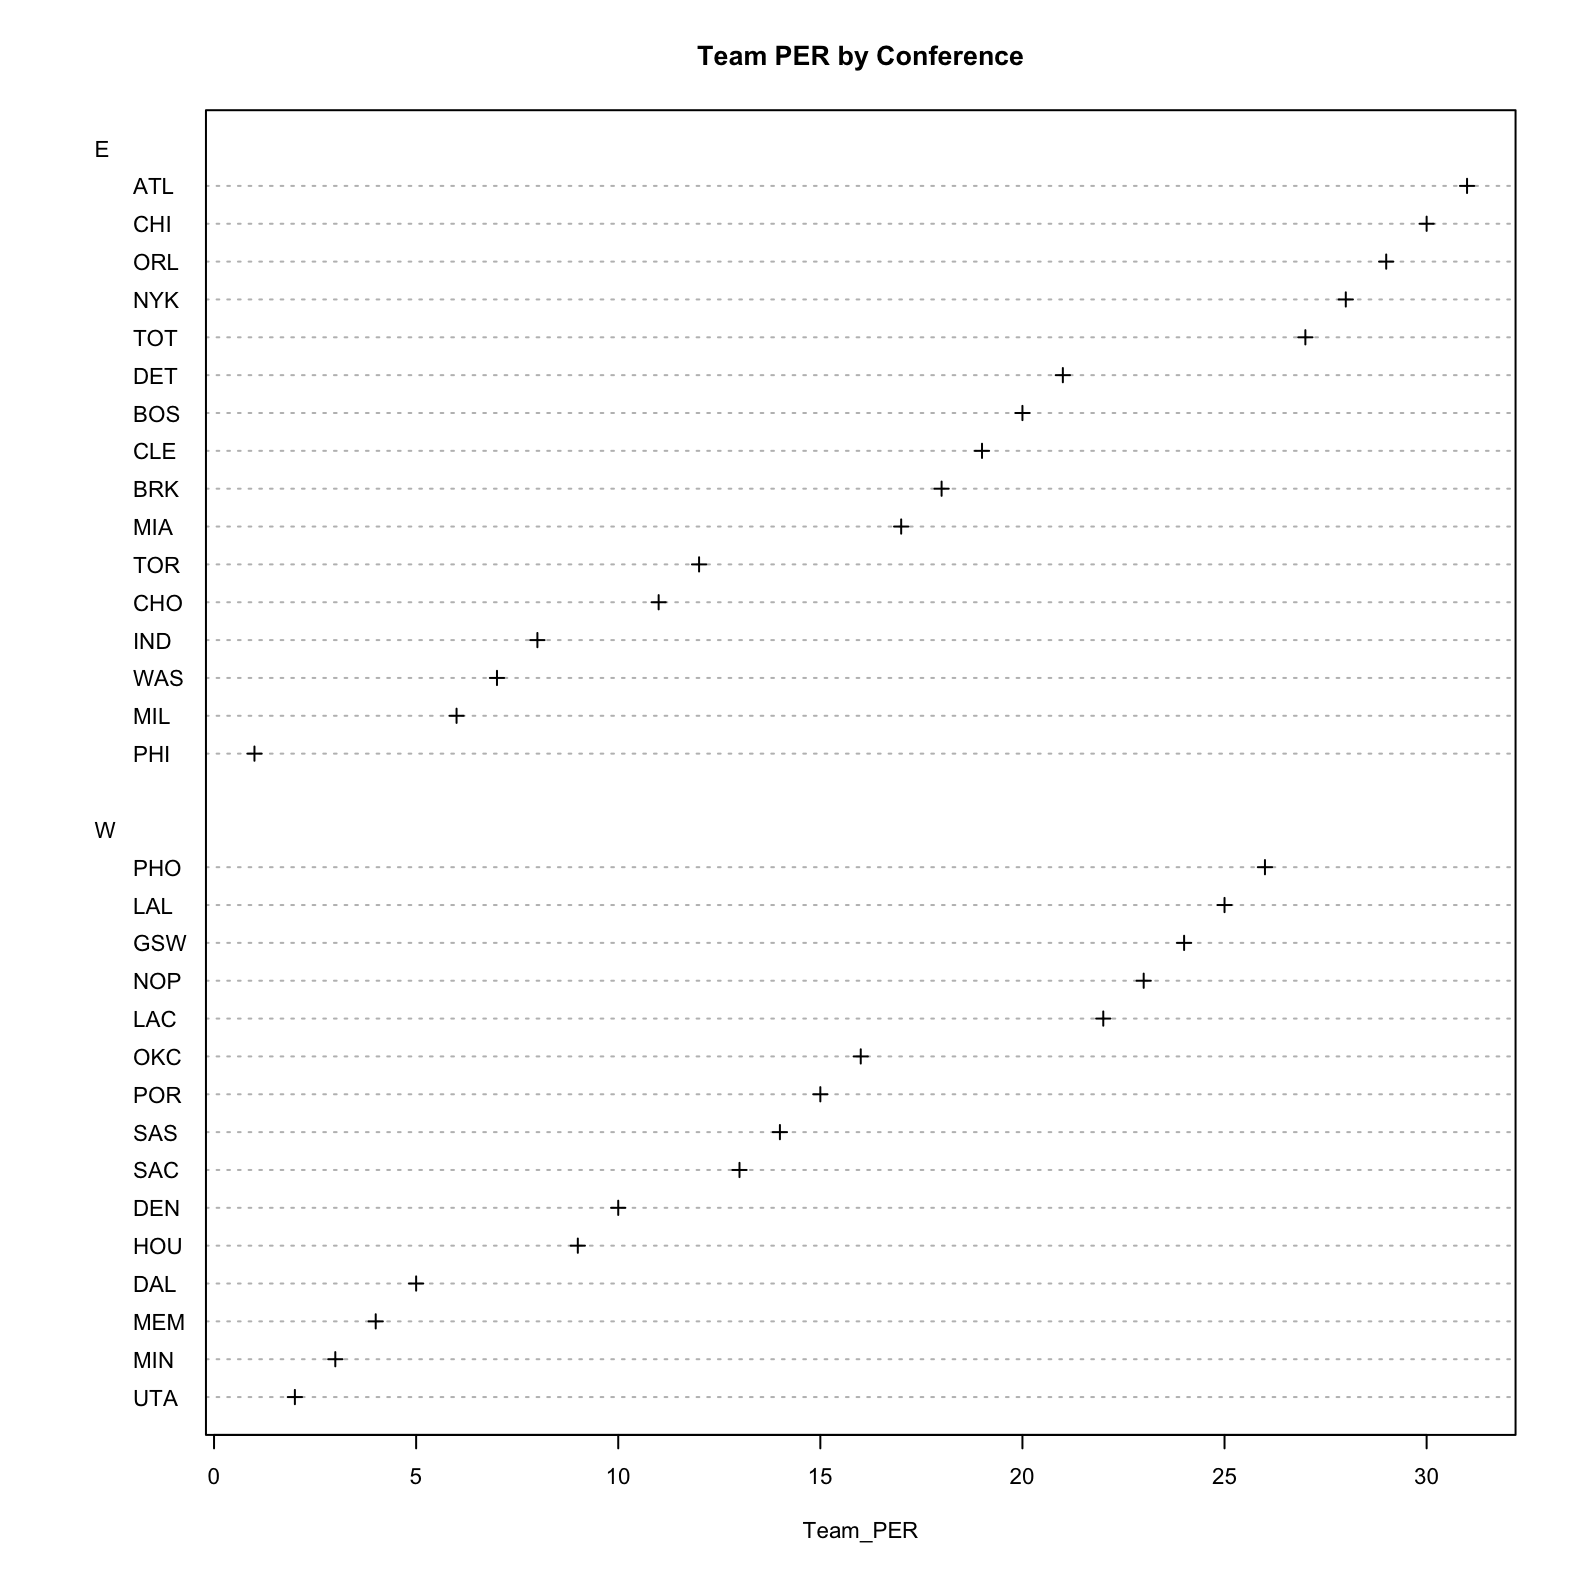 Team PER by Conference
E
ATL
CHI
ORL
NYK
TOT
DET
BOS
CLE
BRK
MIA
TOR
CHO
IND
WAS
MIL
PHI
W
PHO
LAL
GSW
NOP
LAC
OKC
POR
SAS
SAC
DEN
HOU
DAL
MEM
MIN
UTA
0 5 10 15 20 25 30
Team_PER